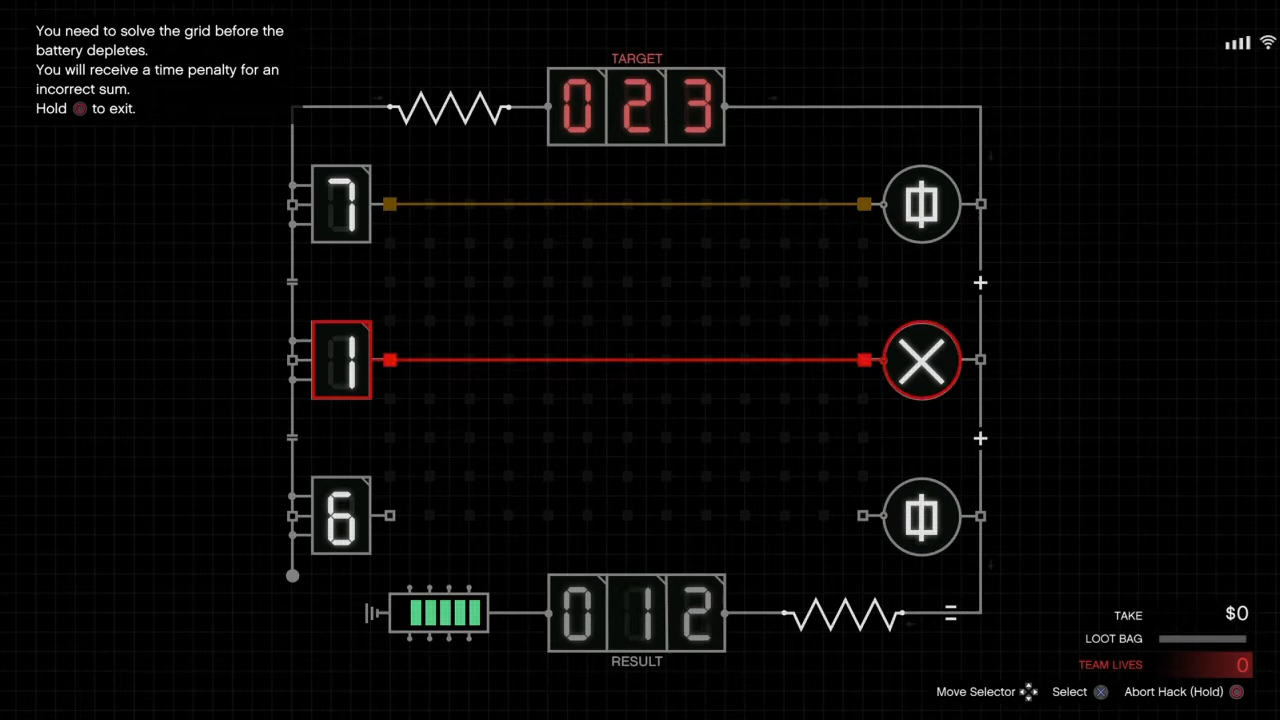 You need to solve the grid before the
battery depletes.
You will receive a time penalty for an
incorrect sum.
Hold to exit.
TARGET
023
7
中
+
1
X
+
6
中
012
=
RESULT
TAKE $0
LOOT BAG
TEAM LIVES 0
Move Selector Select Abort Hack (Hold)